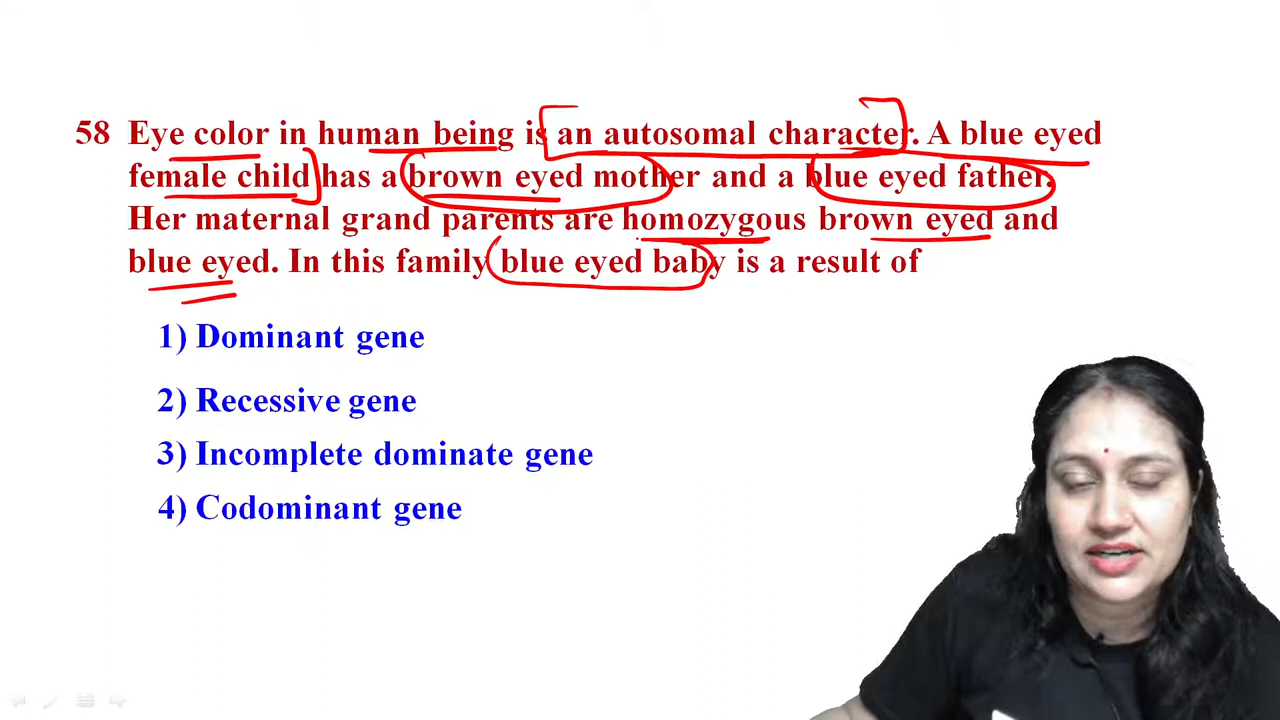 58 Eye color in human being is an autosomal character. A blue eyed
female child has a brown eyed mother and a blue eyed father.
Her maternal grand parents are homozygous brown eyed and
blue eyed. In this family blue eyed baby is a result of
1) Dominant gene
2) Recessive gene
3) Incomplete dominate gene
4) Codominant gene